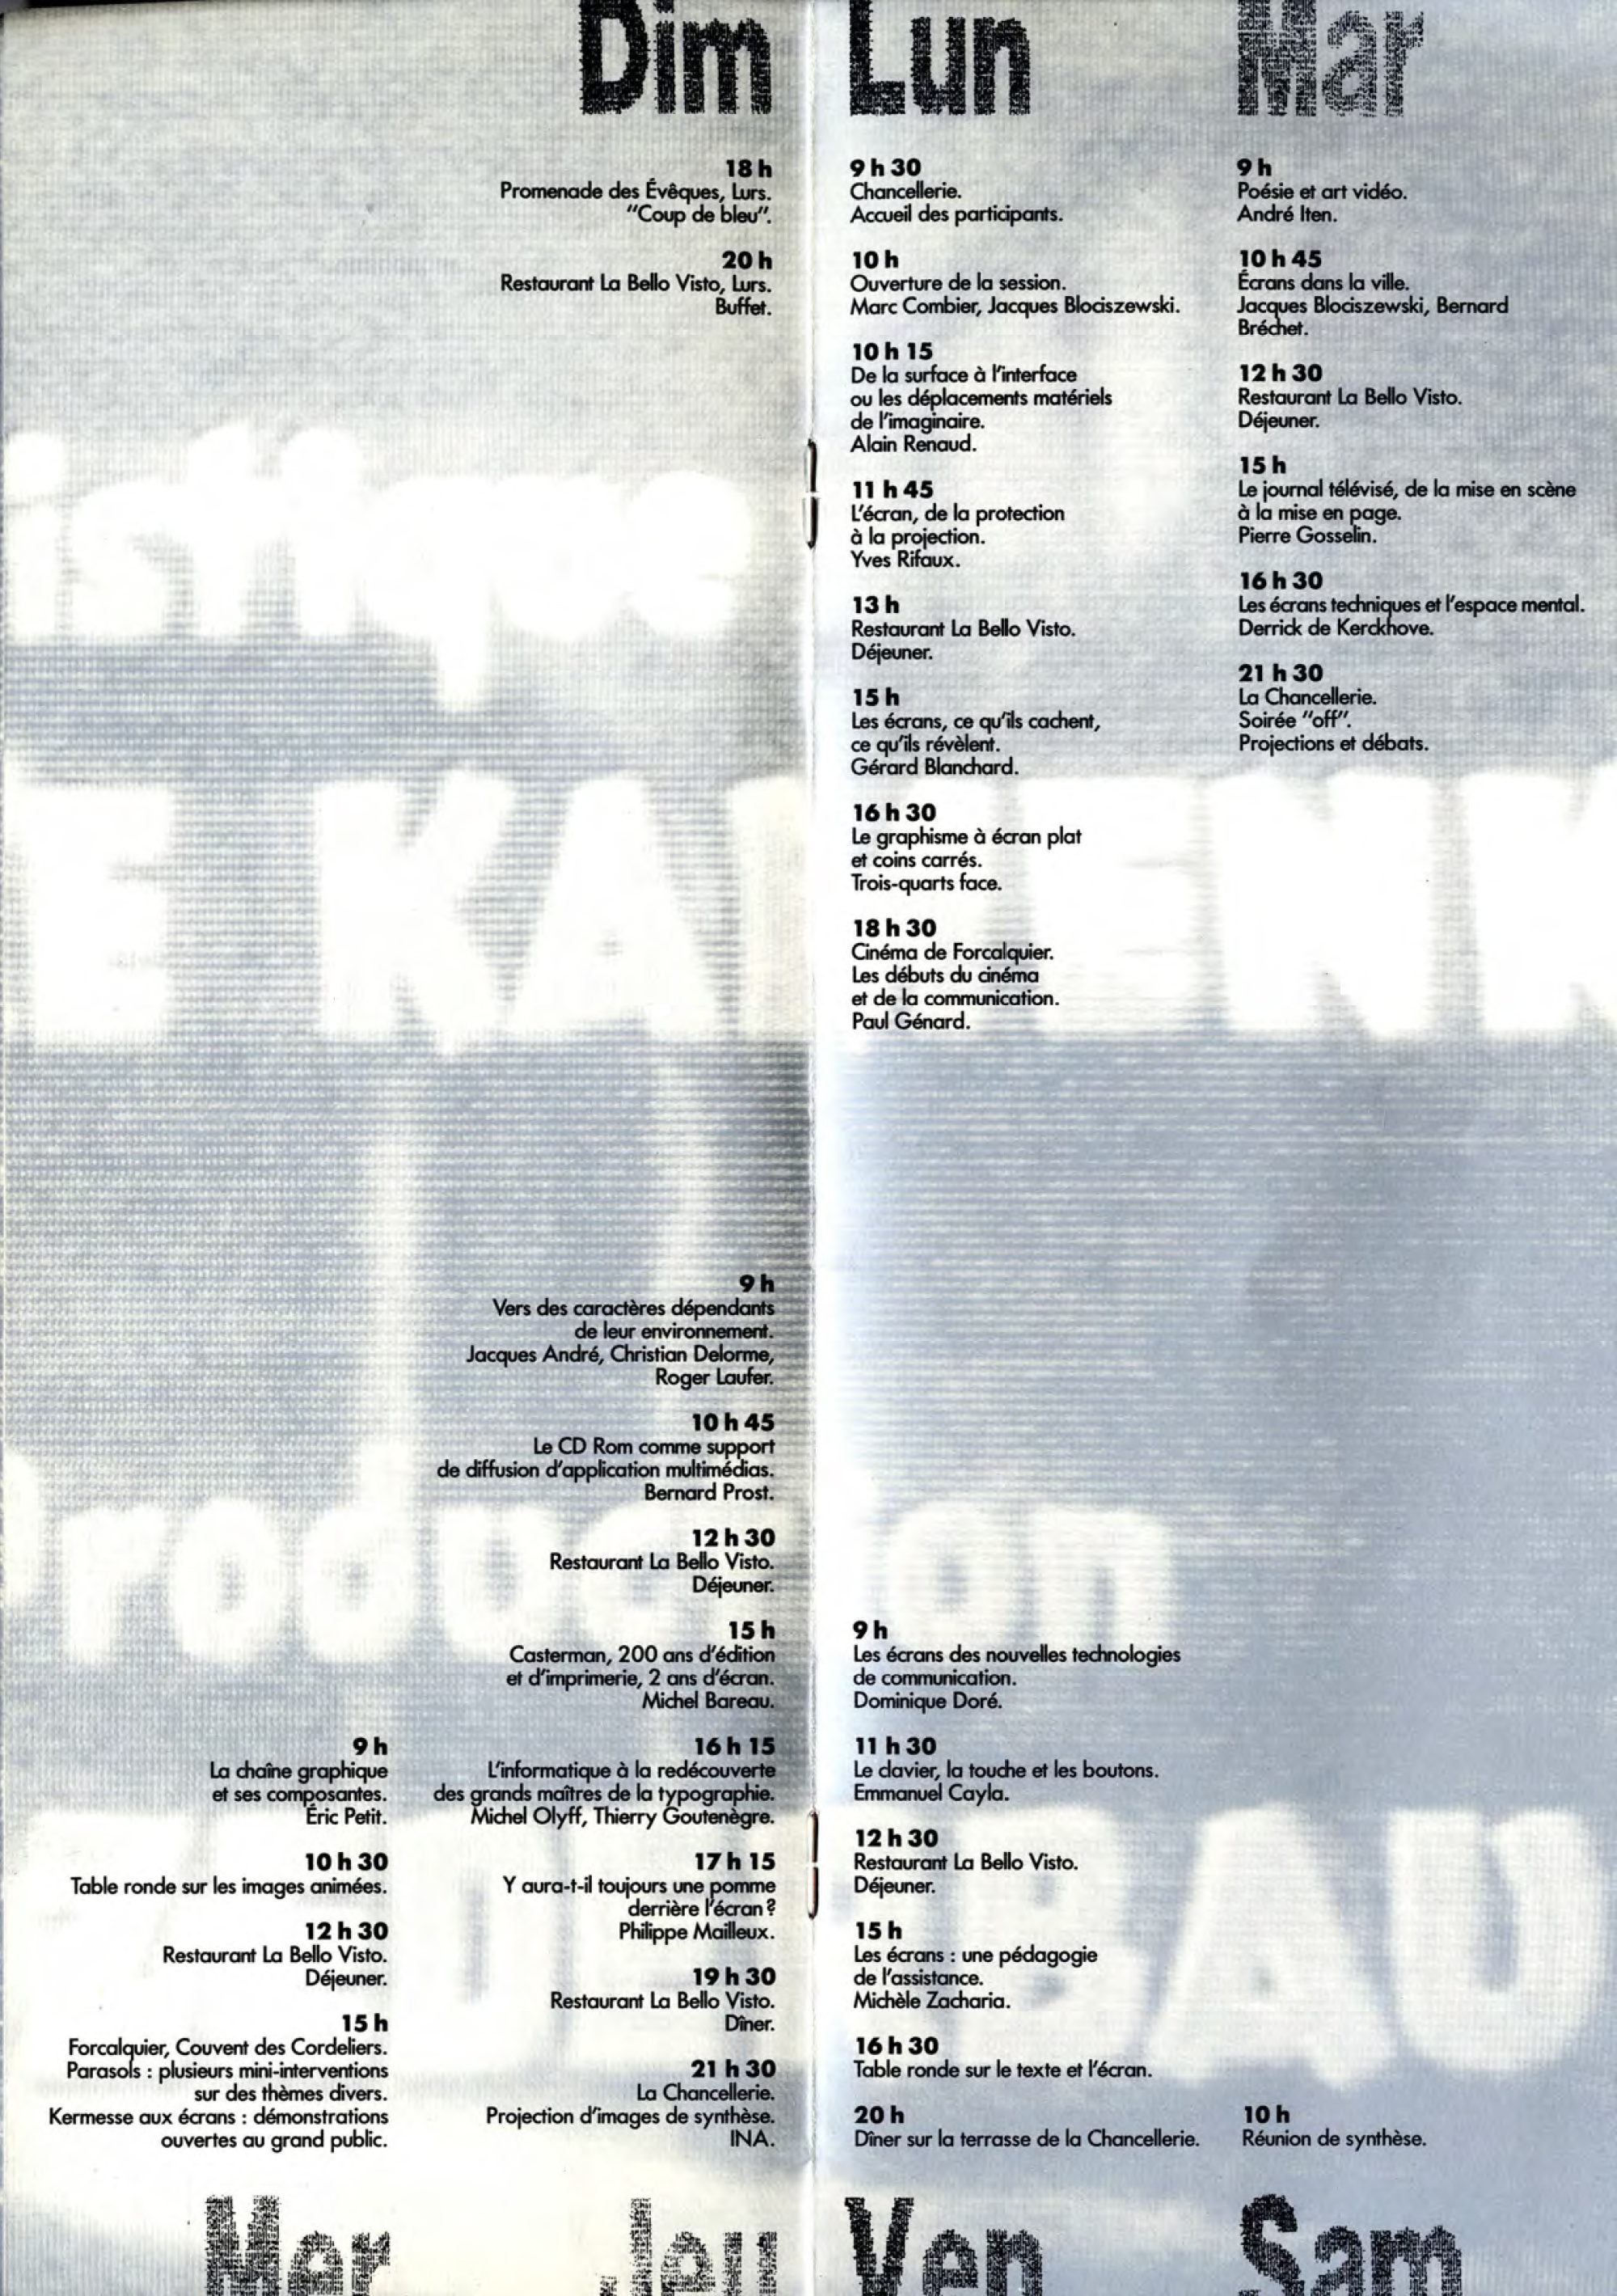 Dim
18 h
Promenade des Évêques, Lurs.
"Coup de bleu".
20 h
Restaurant La Bello Visto, Lurs.
Buffet.
Lun
9 h 30
Chancellerie.
Accueil des participants.
10 h
Ouverture de la session.
Marc Combier, Jacques Blociszewski.
10 h 15
De la surface à l'interface
ou les déplacements matériels
de l'imaginaire.
Alain Renaud.
11 h 45
L'écran, de la protection
à la projection.
Yves Rifaux.
13 h
Restaurant La Bello Visto.
Déjeuner.
15 h
Les écrans, ce qu'ils cachent,
ce qu'ils révèlent.
Gérard Blanchard.
16 h 30
Le graphisme à écran plat
et coins carrés.
Trois-quarts face.
18 h 30
Cinéma de Forcalquier.
Les débuts du cinéma
et de la communication.
Paul Génard.
Mar
9 h
Poésie et art vidéo.
André Iten.
10 h 45
Écrans dans la ville.
Jacques Blociszewski, Bernard
Bréchet.
12 h 30
Restaurant La Bello Visto.
Déjeuner.
15 h
Le journal télévisé, de la mise en scène
à la mise en page.
Pierre Gosselin.
16 h 30
Les écrans techniques et l'espace mental.
Derrick de Kerckhove.
21 h 30
La Chancellerie.
Soirée "off".
Projections et débats.
istique
Production
9 h
La chaîne graphique
et ses composantes.
Éric Petit.
10 h 30
Table ronde sur les images animées.
12 h 30
Restaurant La Bello Visto.
Déjeuner.
15 h
Forcalquier, Couvent des Cordeliers.
Parasols : plusieurs mini-interventions
sur des thèmes divers.
Kermesse aux écrans : démonstrations
ouvertes au grand public.
Mer
9 h
Vers des caractères dépendants
de leur environnement.
Jacques André, Christian Delorme,
Roger Laufer.
10 h 45
Le CD Rom comme support
de diffusion d'application multimédias.
Bernard Prost.
12 h 30
Restaurant La Bello Visto.
Déjeuner.
15 h
Casterman, 200 ans d'édition
et d'imprimerie, 2 ans d'écran.
Michel Bareau.
16 h 15
L'informatique à la redécouverte
des grands maîtres de la typographie.
Michel Olyff, Thierry Goutenègre.
17 h 15
Y aura-t-il toujours une pomme
derrière l'écran ?
Philippe Mailleux.
19 h 30
Restaurant La Bello Visto.
Dîner.
21 h 30
La Chancellerie.
Projection d'images de synthèse.
INA.
Jeu
9 h
Les écrans des nouvelles technologies
de communication.
Dominique Doré.
11 h 30
Le clavier, la touche et les boutons.
Emmanuel Cayla.
12 h 30
Restaurant La Bello Visto.
Déjeuner.
15 h
Les écrans : une pédagogie
de l'assistance.
Michèle Zacharia.
16 h 30
Table ronde sur le texte et l'écran.
20 h
Dîner sur la terrasse de la Chancellerie.
Ven
10 h
Réunion de synthèse.
Sam